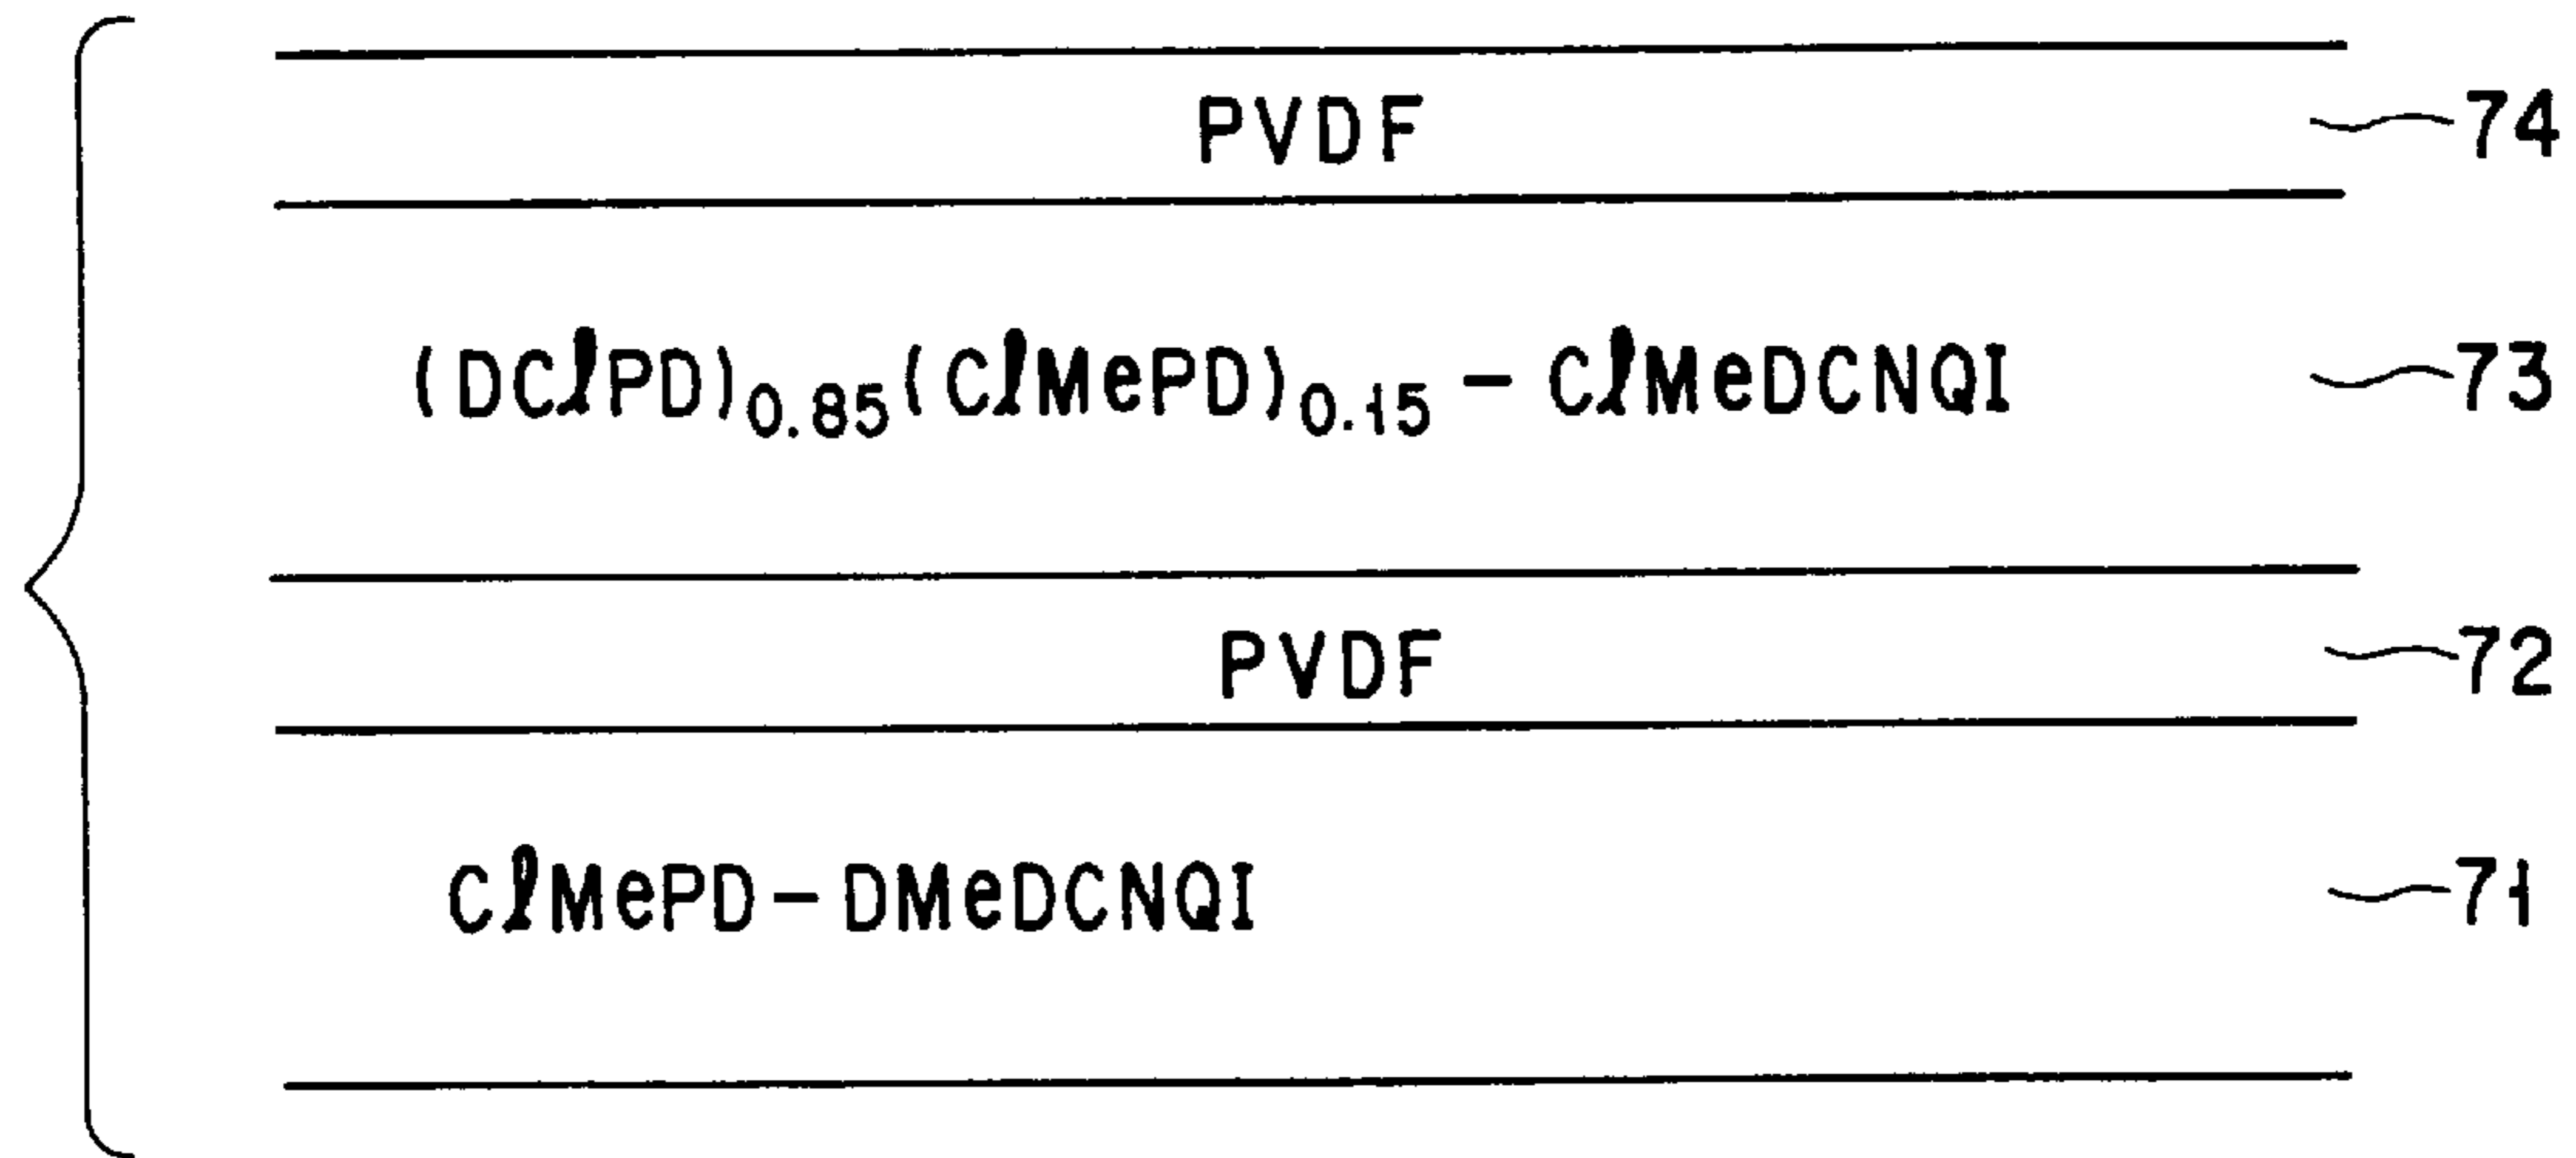 PVDF 74
(DClPD)0.85(ClMePD)0.15 - ClMeDCNQI 73
PVDF 72
ClMePD - DMeDCNQI 71